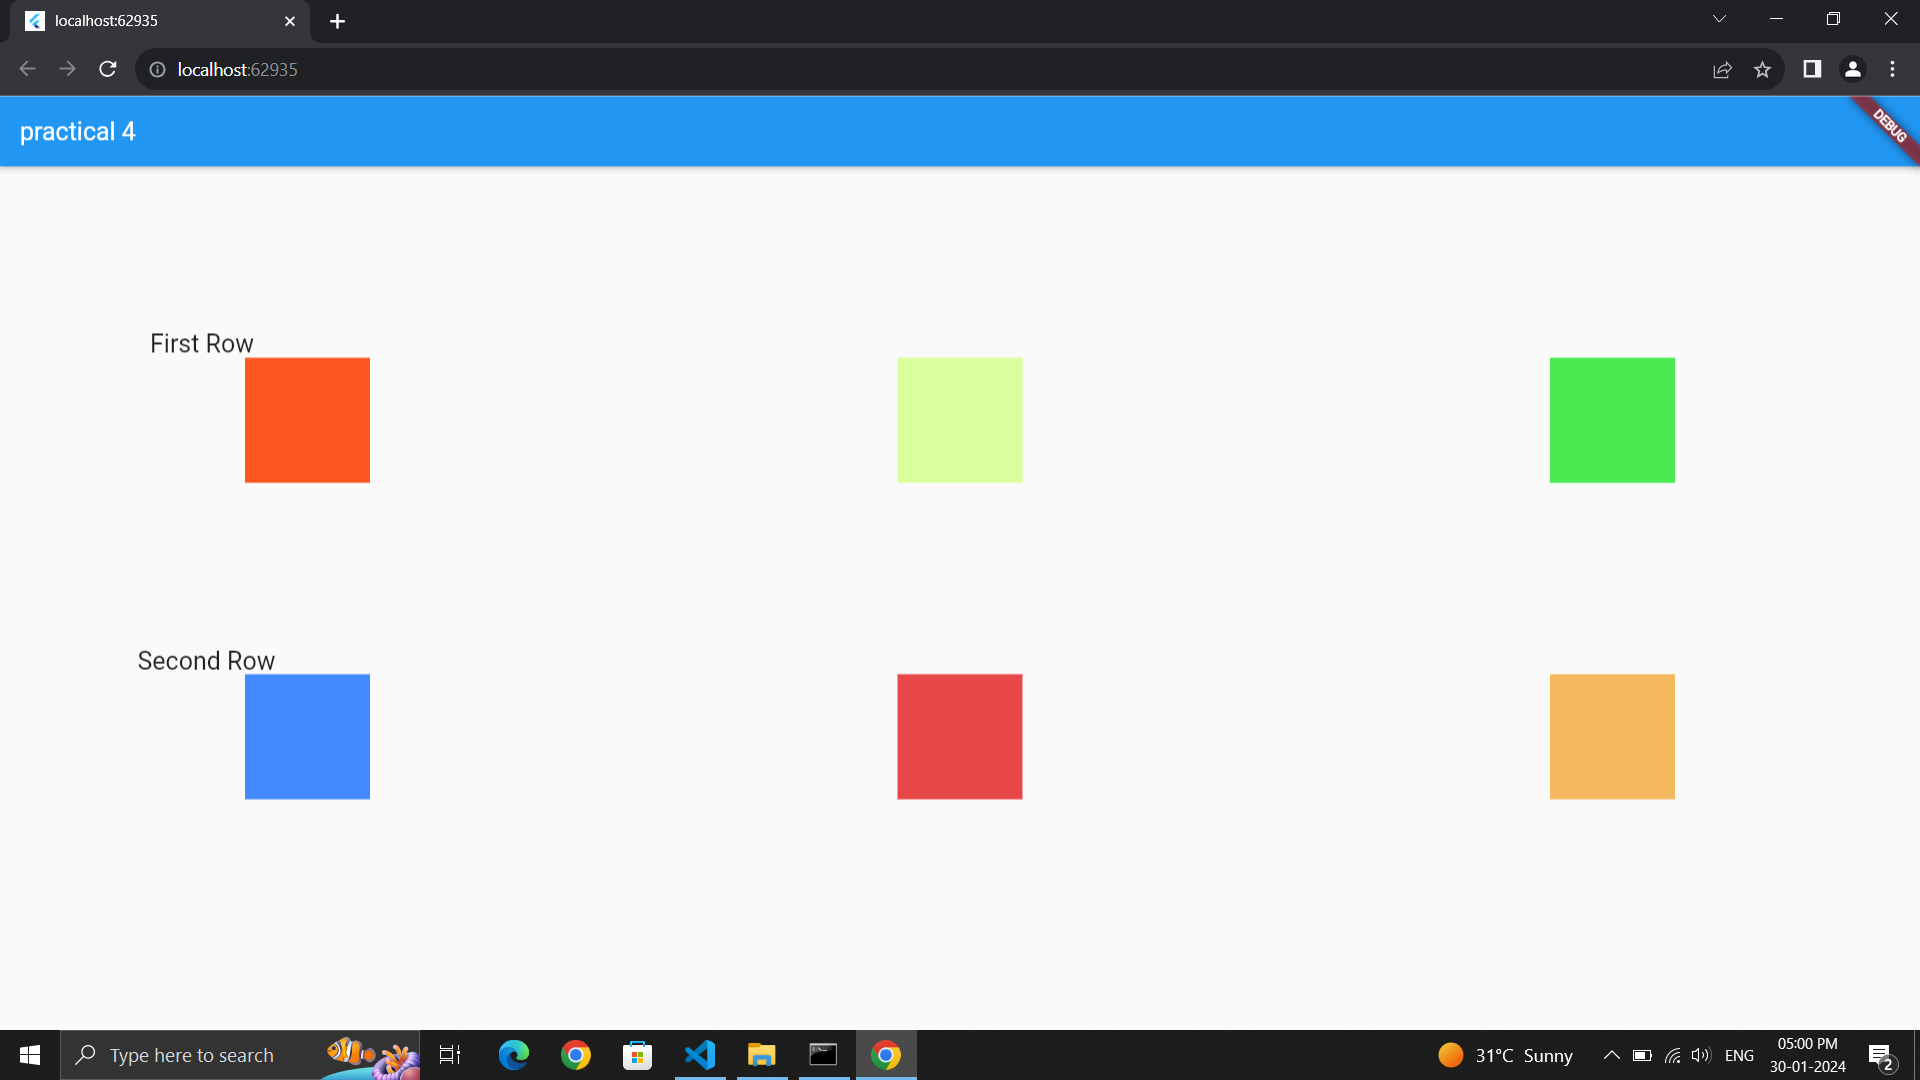 localhost:62935
localhost:62935
practical 4
DEBUG
First Row
Second Row
Type here to search
31°C Sunny
ENG
05:00 PM
30-01-2024
2